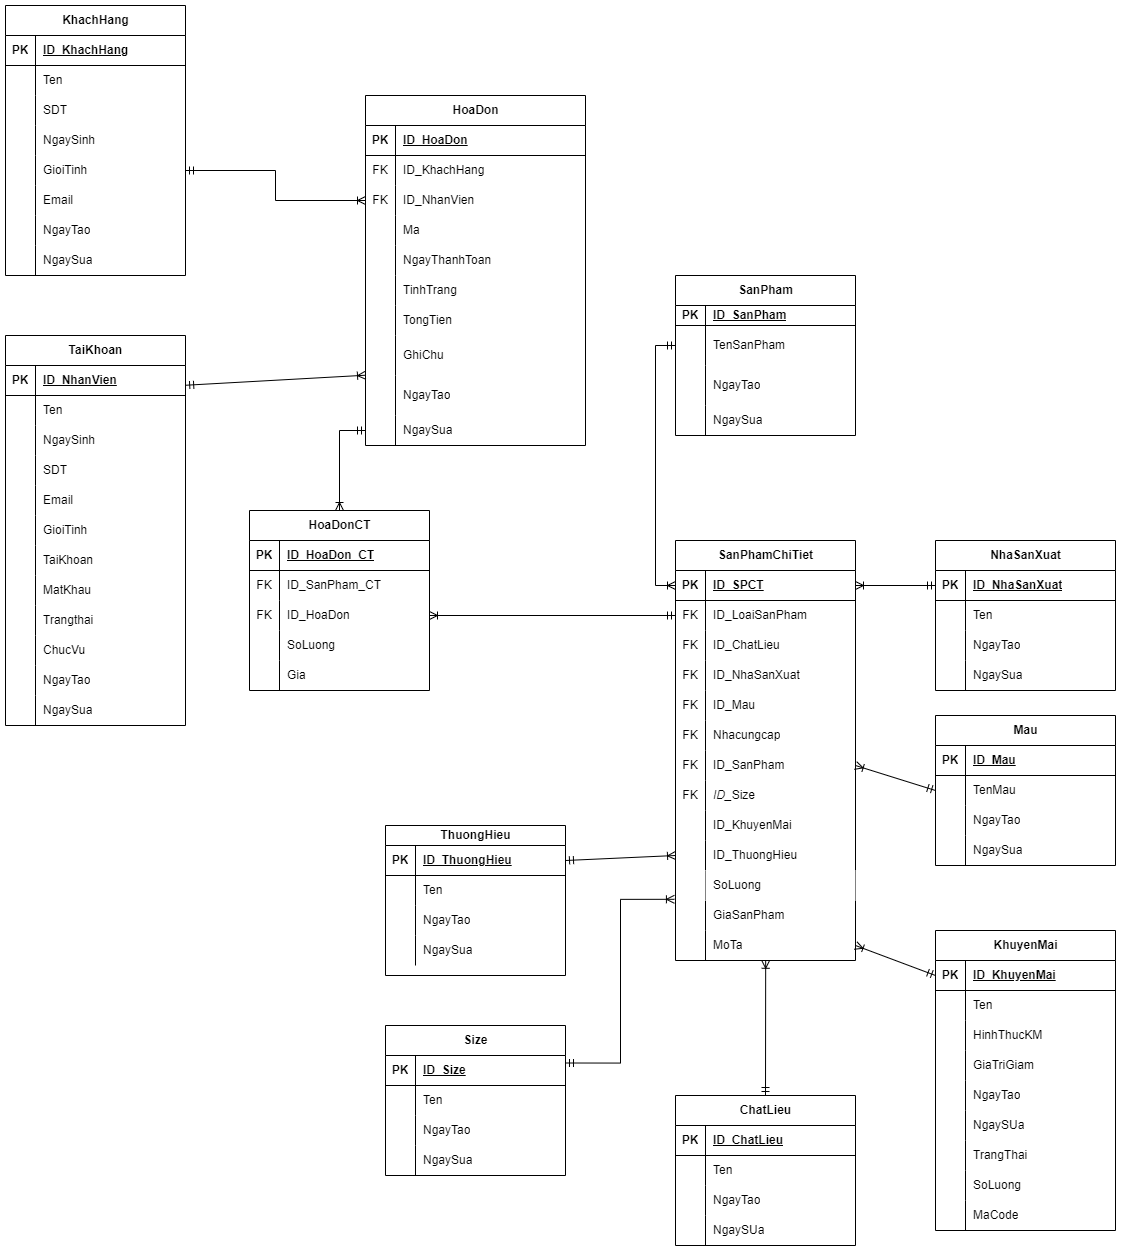 KhachHang
PK ID_KhachHang
Ten
SDT
NgaySinh
GioiTinh
Email
NgayTao
NgaySua
HoaDon
PK ID_HoaDon
FK ID_KhachHang
FK ID_NhanVien
Ma
NgayThanhToan
TinhTrang
TongTien
GhiChu
NgayTao
NgaySua
SanPham
PK ID_SanPham
TenSanPham
NgayTao
NgaySua
TaiKhoan
PK ID_NhanVien
Ten
NgaySinh
SDT
Email
GioiTinh
TaiKhoan
MatKhau
Trangthai
ChucVu
NgayTao
NgaySua
HoaDonCT
PK ID_HoaDon_CT
FK ID_SanPham_CT
FK ID_HoaDon
SoLuong
Gia
SanPhamChiTiet
PK ID_SPCT
FK ID_LoaiSanPham
FK ID_ChatLieu
FK ID_NhaSanXuat
FK ID_Mau
FK Nhacungcap
FK ID_SanPham
FK ID_Size
ID_KhuyenMai
ID_ThuongHieu
SoLuong
GiaSanPham
MoTa
NhaSanXuat
PK ID_NhaSanXuat
Ten
NgayTao
NgaySua
Mau
PK ID_Mau
TenMau
NgayTao
NgaySua
ThuongHieu
PK ID_ThuongHieu
Ten
NgayTao
NgaySua
KhuyenMai
PK ID_KhuyenMai
Ten
HinhThucKM
GiaTriGiam
NgayTao
NgaySUa
TrangThai
SoLuong
MaCode
Size
PK ID_Size
Ten
NgayTao
NgaySua
ChatLieu
PK ID_ChatLieu
Ten
NgayTao
NgaySUa